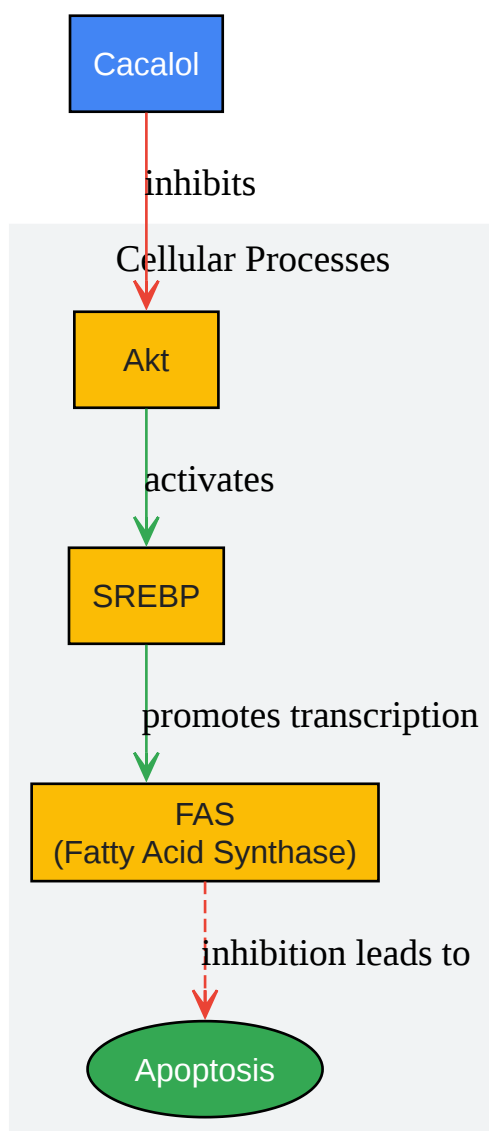 Cacalol
inhibits
Cellular Processes
Akt
activates
SREBP
promotes transcription
FAS
(Fatty Acid Synthase)
inhibition leads to
Apoptosis